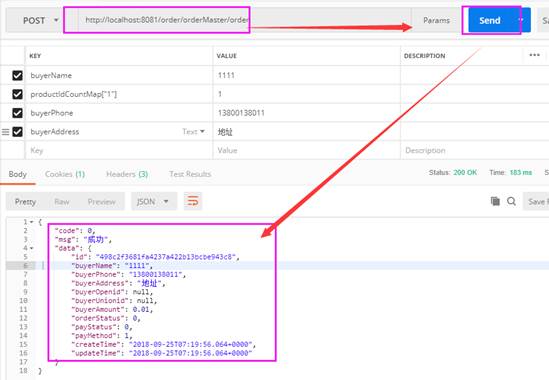 POST http://localhost:8081/order/orderMaster/order Params Send
KEY VALUE DESCRIPTION
buyerName 1111
productIdCountMap["1"] 1
buyerPhone 13800138011
buyerAddress Text 地址
Key Value Description
Body Cookies (1) Headers (3) Test Results Status: 200 OK Time: 183 ms
Pretty Raw Preview JSON Save
1 {
2 "code": 0,
3 "msg": "成功",
4 "data": {
5 "id": "498c2f3681fa4237a422b13bcbe943c8",
6 "buyerName": "1111",
7 "buyerPhone": "13800138011",
8 "buyerAddress": "地址",
9 "buyerOpenid": null,
10 "buyerUnionid": null,
11 "buyerAmount": 0.01,
12 "orderStatus": 0,
13 "payStatus": 0,
14 "payMethod": 1,
15 "createTime": "2018-09-25T07:19:56.064+0000",
16 "updateTime": "2018-09-25T07:19:56.064+0000"
17 }
18 }